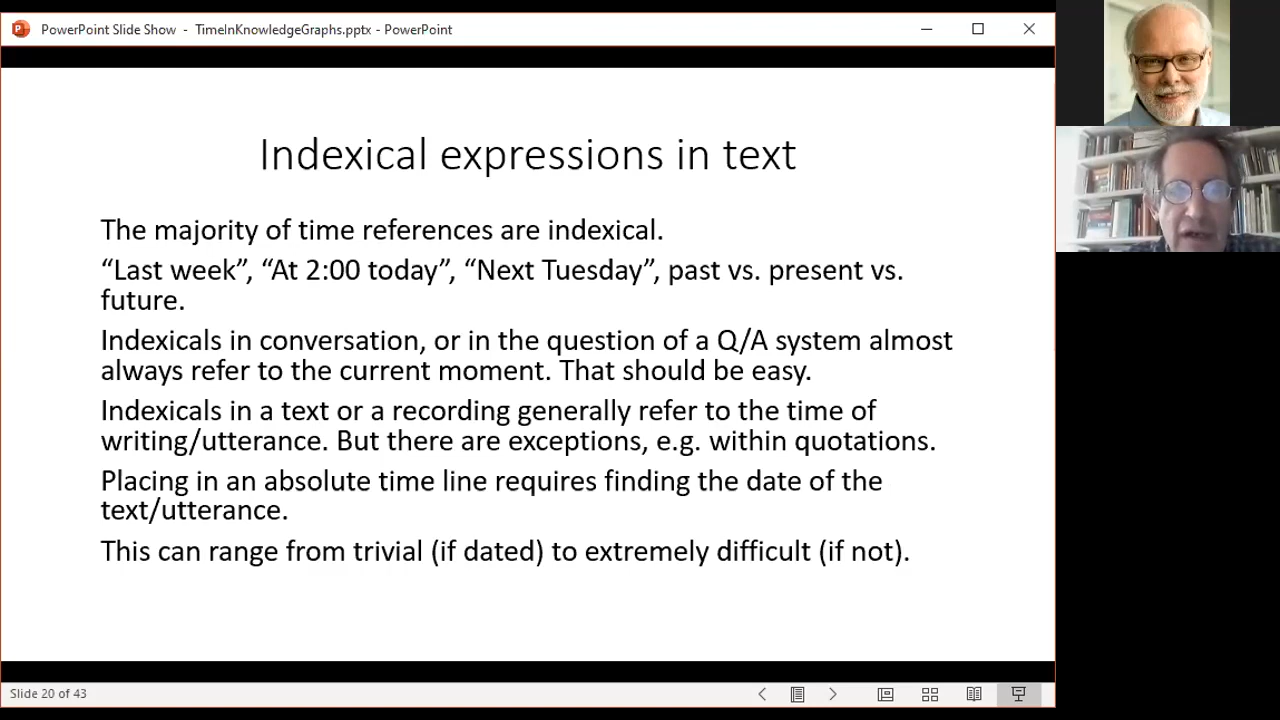 PowerPoint Slide Show - TimeInKnowledgeGraphs.pptx - PowerPoint
Indexical expressions in text
The majority of time references are indexical.
“Last week”, “At 2:00 today”, “Next Tuesday”, past vs. present vs.
future.
Indexicals in conversation, or in the question of a Q/A system almost
always refer to the current moment. That should be easy.
Indexicals in a text or a recording generally refer to the time of
writing/utterance. But there are exceptions, e.g. within quotations.
Placing in an absolute time line requires finding the date of the
text/utterance.
This can range from trivial (if dated) to extremely difficult (if not).
Slide 20 of 43